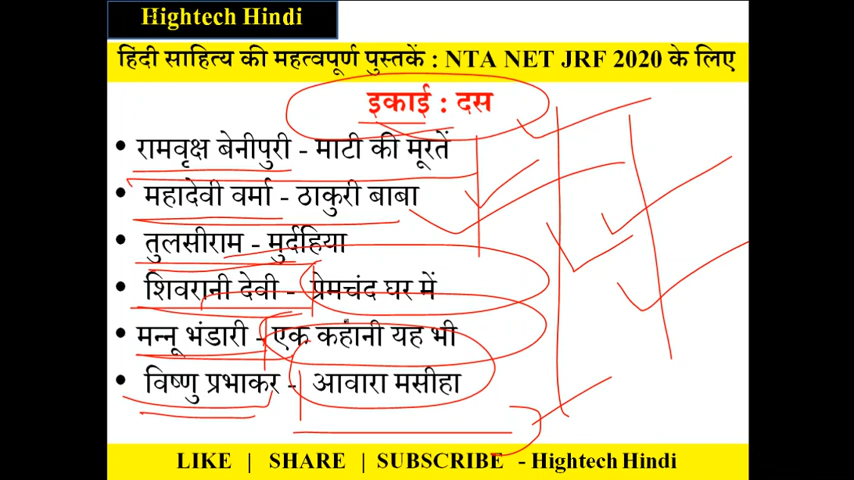 Hightech Hindi
हिंदी साहित्य की महत्वपूर्ण पुस्तकें : NTA NET JRF 2020 के लिए
इकाई : दस
• रामवृक्ष बेनीपुरी - माटी की मूरतें
• महादेवी वर्मा - ठाकुरी बाबा
• तुलसीराम - मुर्दहिया
• शिवरानी देवी - प्रेमचंद घर में
• मन्नू भंडारी - एक कहानी यह भी
• विष्णु प्रभाकर - आवारा मसीहा
LIKE | SHARE | SUBSCRIBE - Hightech Hindi